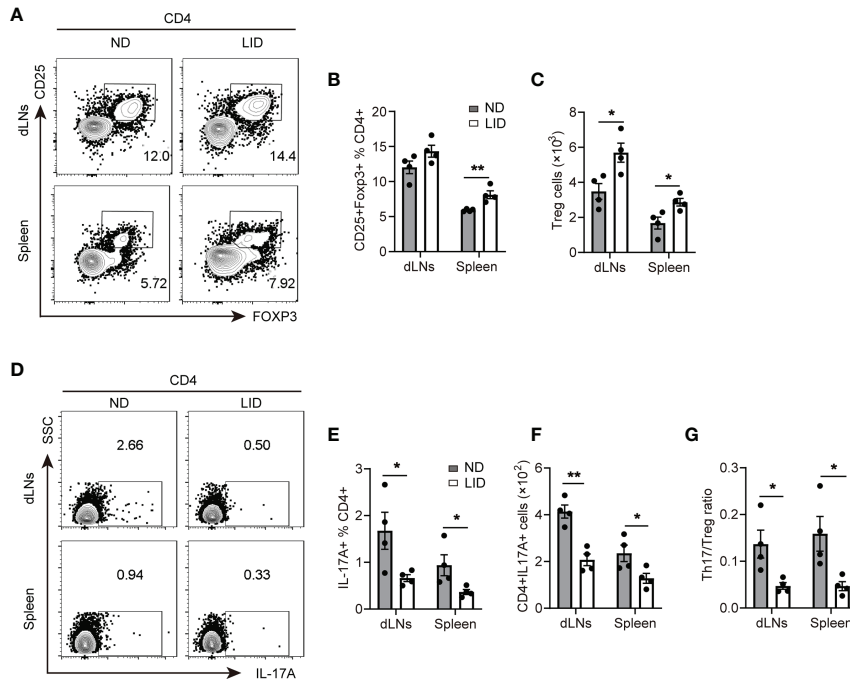 A
CD4
ND
LID
CD25
dLNs
12.0
14.4
Spleen
5.72
7.92
FOXP3
B
CD25+Foxp3+ % CD4+
20
15
10
5
0
ND
LID
**
dLNs
Spleen
C
Treg cells (×10³)
8
6
4
2
0
*
*
dLNs
Spleen
D
CD4
ND
LID
SSC
dLNs
2.66
0.50
Spleen
0.94
0.33
IL-17A
E
IL-17A+ % CD4+
3
2
1
0
ND
LID
*
*
dLNs
Spleen
F
CD4+IL17A+ cells (×10²)
6
4
2
0
**
*
dLNs
Spleen
G
Th17/Treg ratio
0.3
0.2
0.1
0.0
*
*
dLNs
Spleen